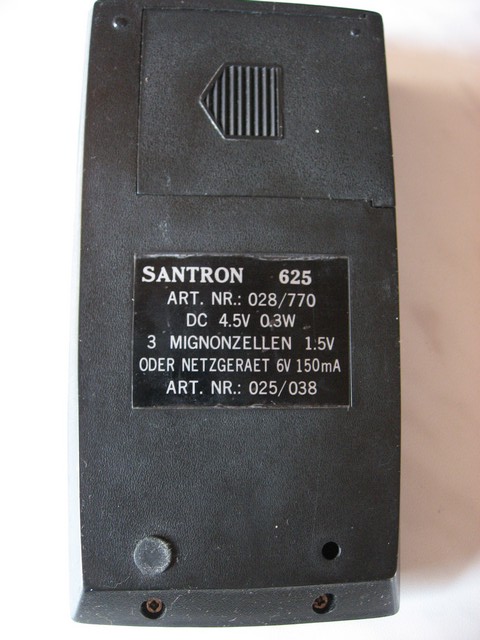 SANTRON 625
ART. NR.: 028/770
DC 4.5V 0.3W
3 MIGNONZELLEN 1.5V
ODER NETZGERAET 6V 150mA
ART. NR.: 025/038